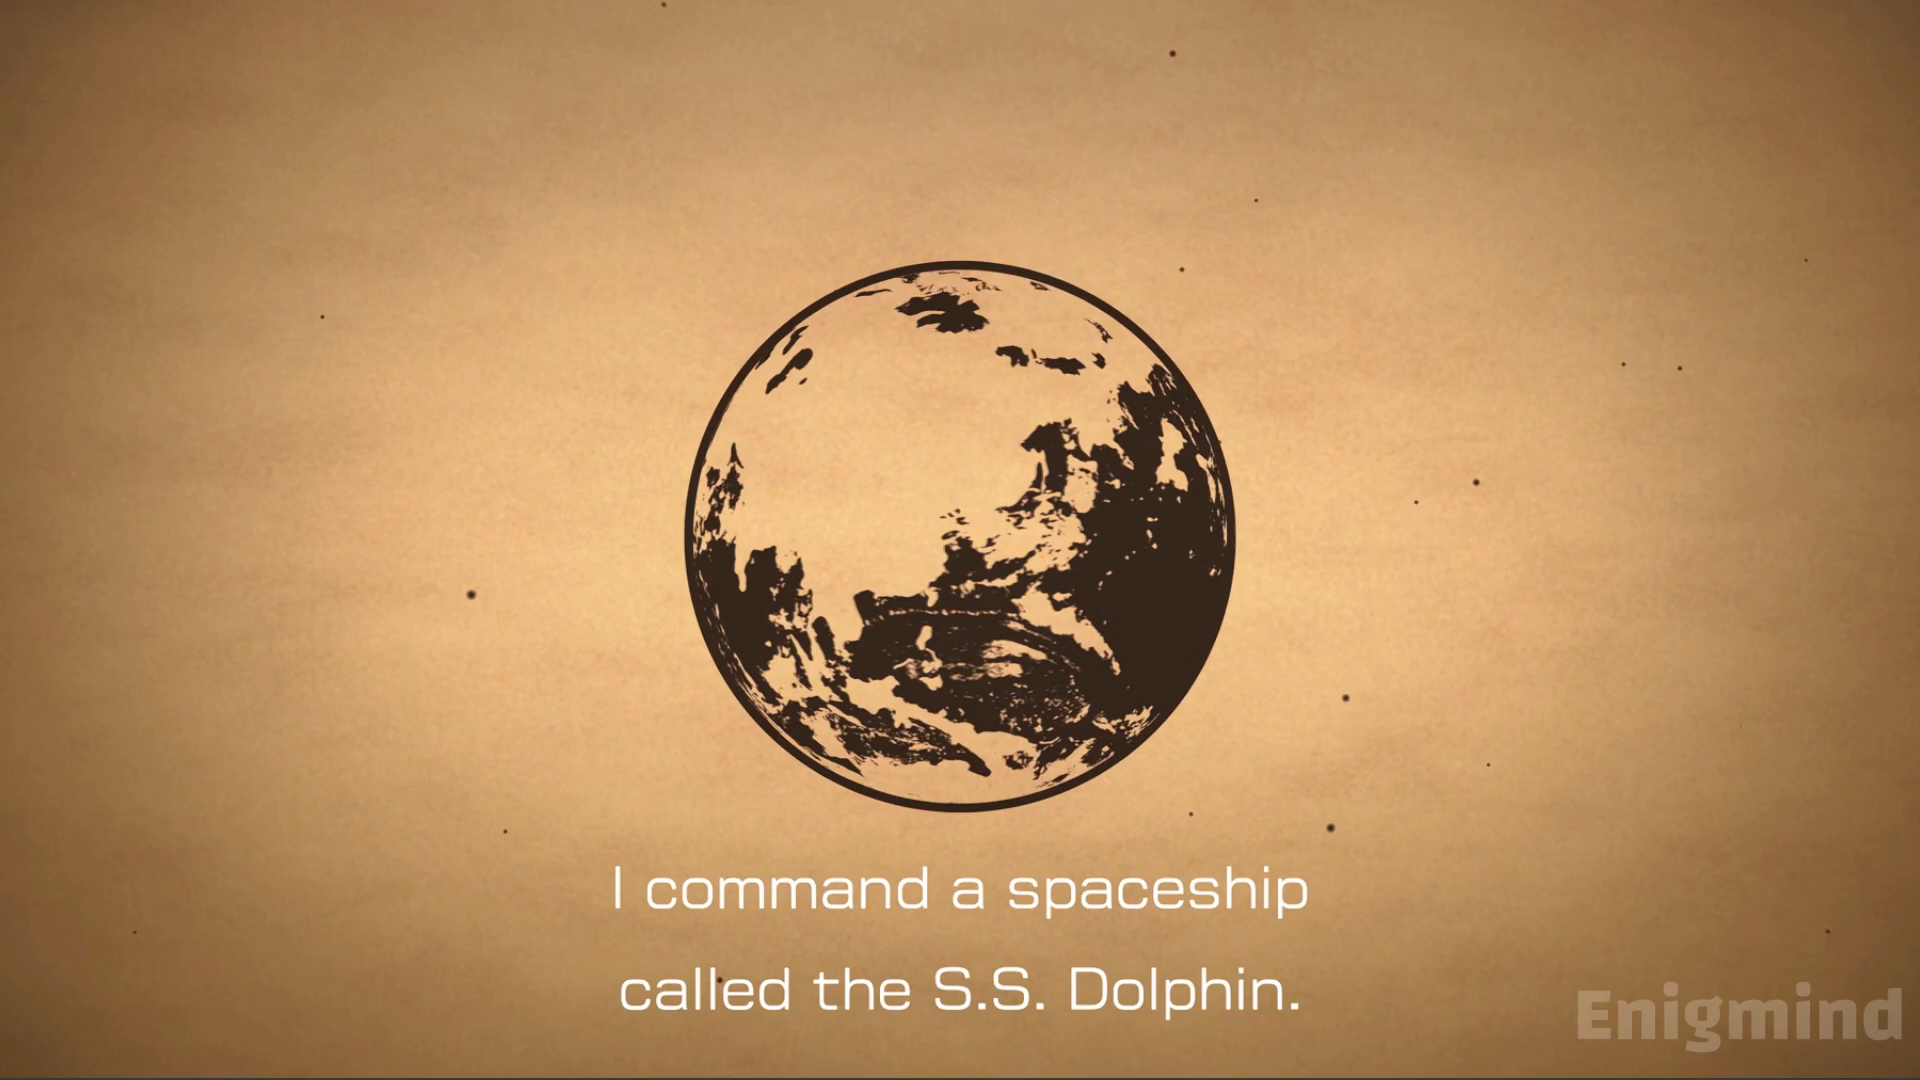 I command a spaceship
called the S.S. Dolphin.
Enigmind